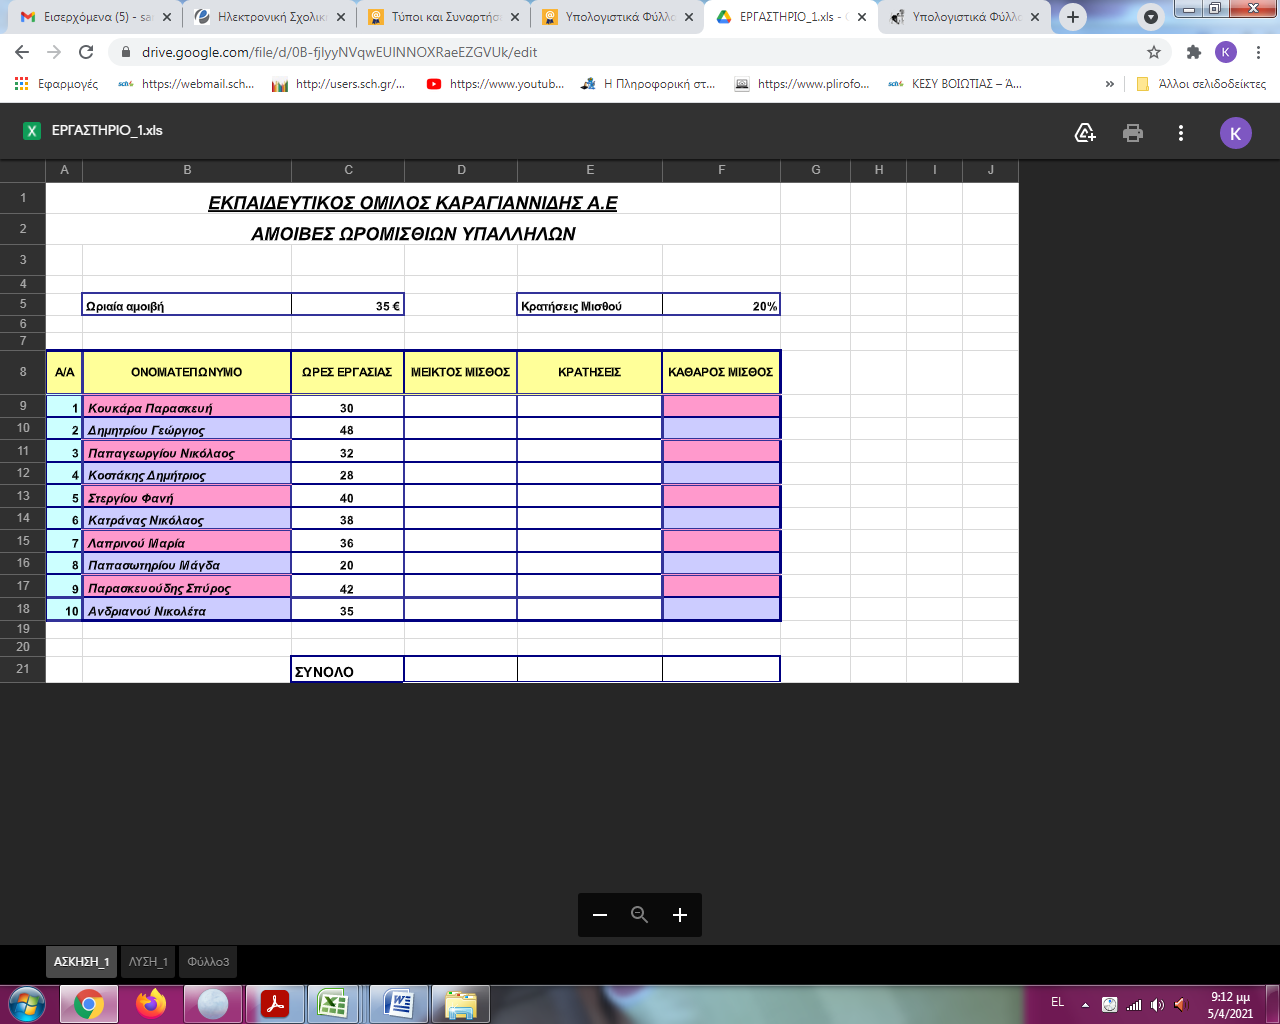 Εισερχόμενα (5) - sa
Ηλεκτρονική Σχολικ
Τύποι και Συναρτήσ
Υπολογιστικά Φύλλα
ΕΡΓΑΣΤΗΡΙΟ_1.xls - G
Υπολογιστικά Φύλλα
drive.google.com/file/d/0B-fjlyyNVqwEUlNNOXRaeEZGVUk/edit
K
Εφαρμογές
sch
https://webmail.sch...
http://users.sch.gr/...
https://www.youtub...
Η Πληροφορική στ...
https://www.plirofo...
sch
ΚΕΣΥ ΒΟΙΩΤΙΑΣ – Ά...
»
Άλλοι σελιδοδείκτες
X
ΕΡΓΑΣΤΗΡΙΟ_1.xls
K
A B C D E F G H I J
1 ΕΚΠΑΙΔΕΥΤΙΚΟΣ ΟΜΙΛΟΣ ΚΑΡΑΓΙΑΝΝΙΔΗΣ Α.Ε
2 ΑΜΟΙΒΕΣ ΩΡΟΜΙΣΘΙΩΝ ΥΠΑΛΛΗΛΩΝ
3
4
5 Ωριαία αμοιβή 35 € Κρατήσεις Μισθού 20%
6
7
8 Α/Α ΟΝΟΜΑΤΕΠΩΝΥΜΟ ΩΡΕΣ ΕΡΓΑΣΙΑΣ ΜΕΙΚΤΟΣ ΜΙΣΘΟΣ ΚΡΑΤΗΣΕΙΣ ΚΑΘΑΡΟΣ ΜΙΣΘΟΣ
9 1 Κουκάρα Παρασκευή 30
10 2 Δημητρίου Γεώργιος 48
11 3 Παπαγεωργίου Νικόλαος 32
12 4 Κοστάκης Δημήτριος 28
13 5 Στεργίου Φανή 40
14 6 Κατράνας Νικόλαος 38
15 7 Λαπρινού Μαρία 36
16 8 Παπασωτηρίου Μάγδα 20
17 9 Παρασκευούδης Σπύρος 42
18 10 Ανδριανού Νικολέτα 35
19
20
21 ΣΥΝΟΛΟ
ΑΣΚΗΣΗ_1 ΛΥΣΗ_1 Φύλλο3
EL
9:12 μμ
5/4/2021